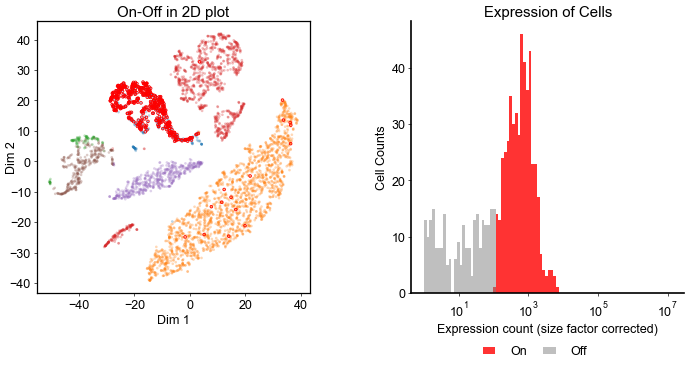 On-Off in 2D plot
Dim 2
40
30
20
10
0
−10
−20
−30
−40
−40
−20
0
20
40
Dim 1
Expression of Cells
Cell Counts
40
30
20
10
0
10^1
10^3
10^5
10^7
Expression count (size factor corrected)
On
Off